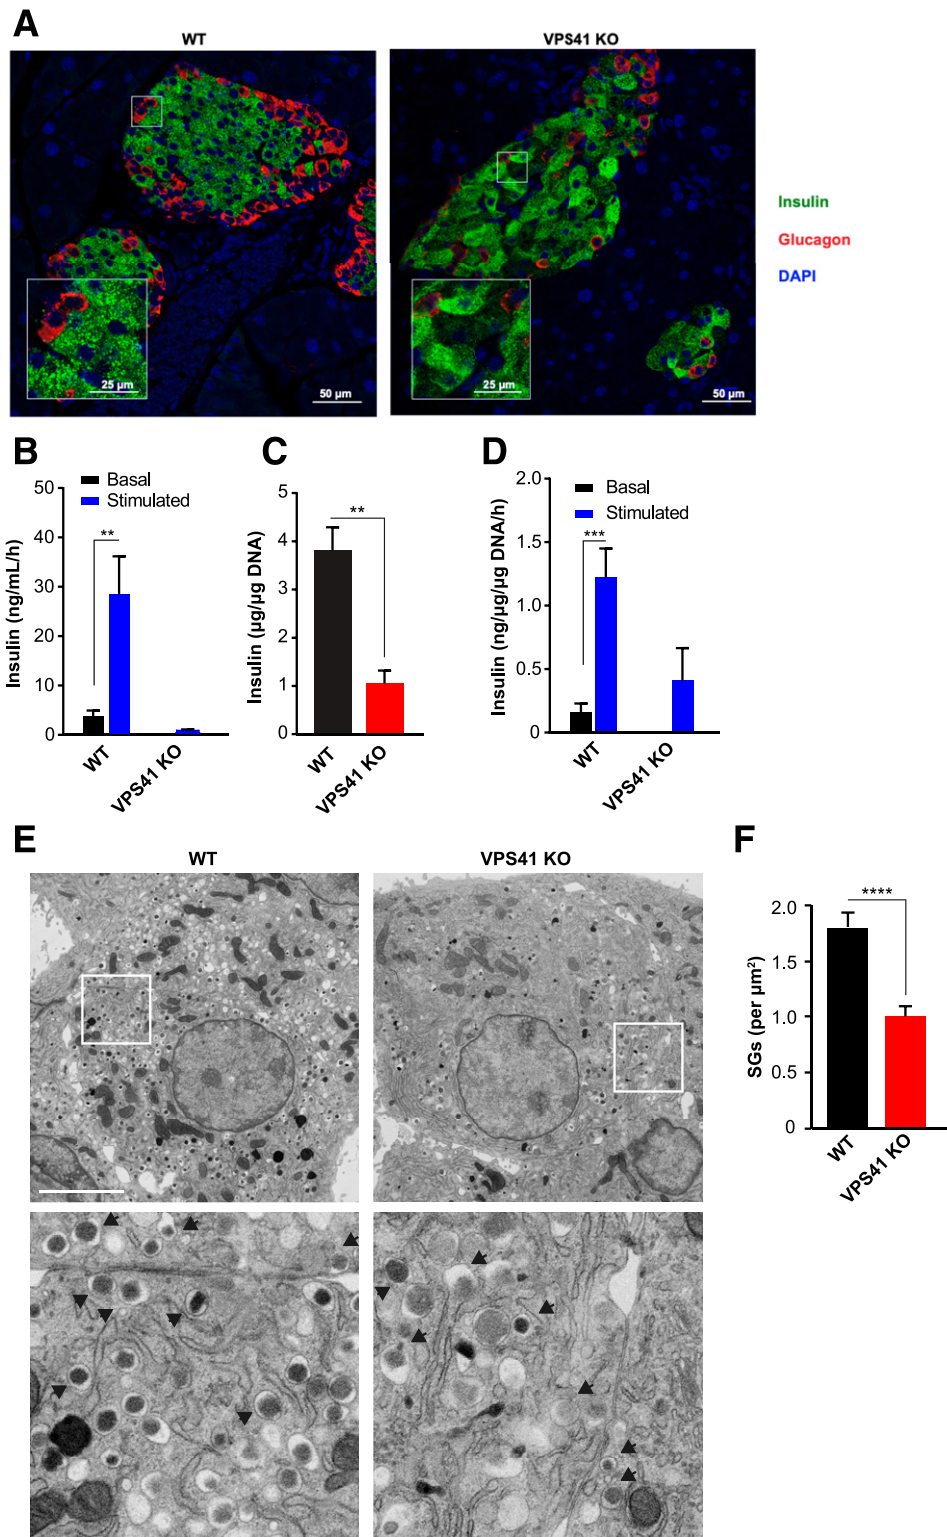 A
WT
VPS41 KO
Insulin
Glucagon
DAPI
25 µm
50 µm
25 µm
50 µm
B
Basal
Stimulated
50
40
30
20
10
0
**
Insulin (ng/mL/h)
WT
VPS41 KO
C
5
4
3
2
1
0
**
Insulin (µg/µg DNA)
WT
VPS41 KO
D
2.0
1.5
1.0
0.5
0
Basal
Stimulated
***
Insulin (ng/µg/µg DNA/h)
WT
VPS41 KO
E
WT
VPS41 KO
F
2.0
1.5
1.0
0.5
0
****
SGs (per µm²)
WT
VPS41 KO